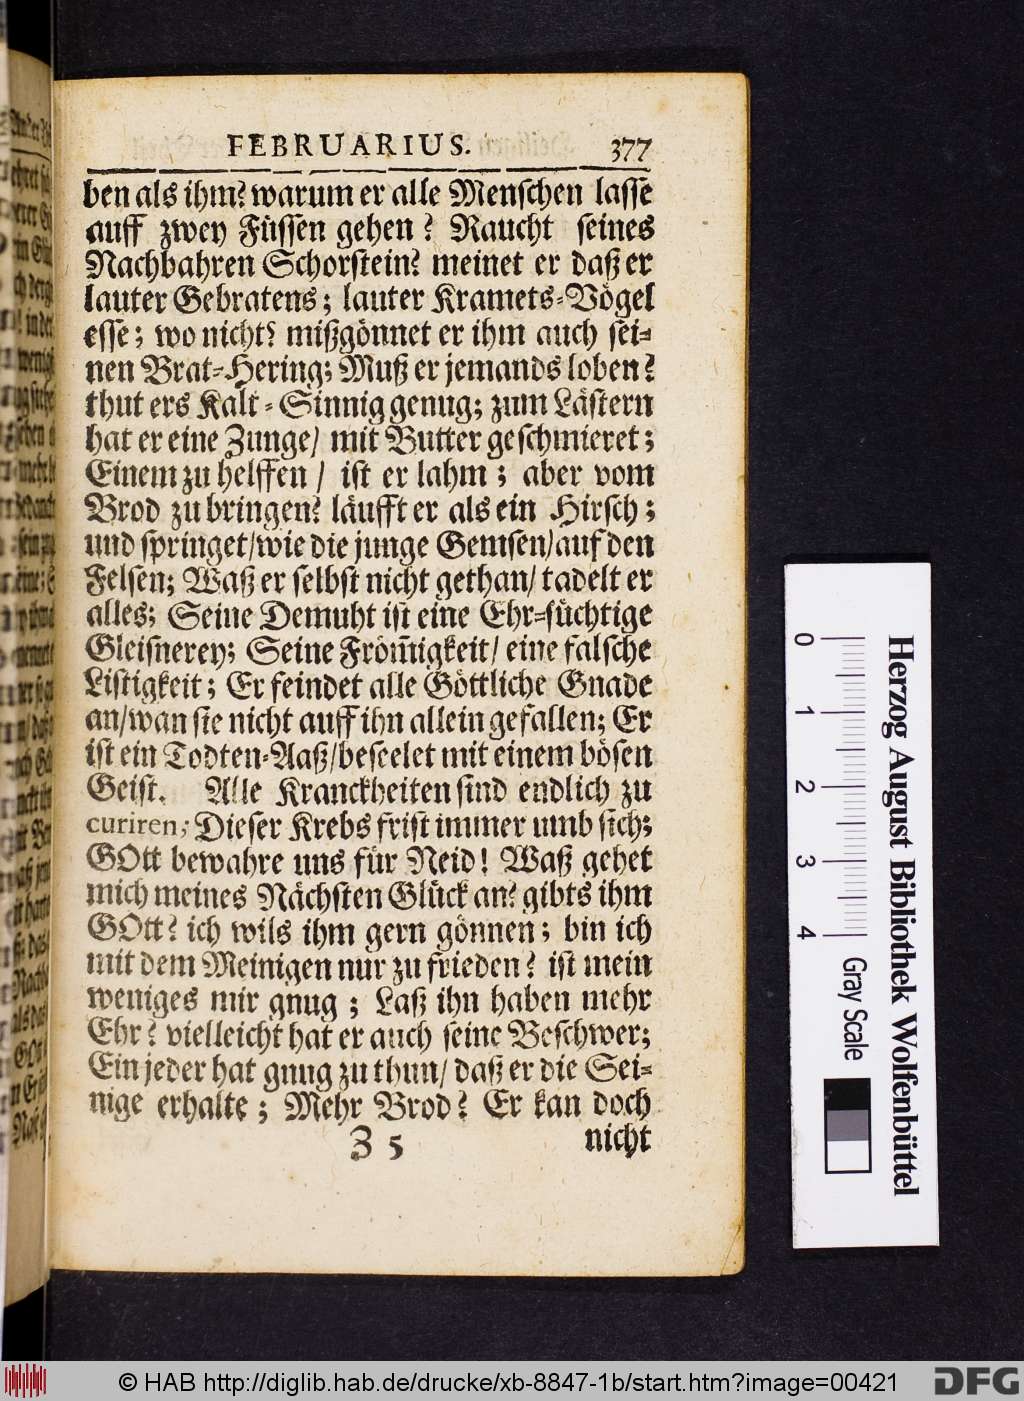 FEBRUARIUS. 377
ben als ihm? warum er alle Menschen lasse
auff zwey Füssen gehen? Raucht seines
Nachbahren Schorstein? meinet er daß er
lauter Gebratens; lauter Kramets-Vögel
esse; wo nicht? mißgönnet er ihm auch sei-
nen Brat-Hering; Muß er jemands loben?
thut ers Kalt-Sinnig genug; zum Lästern
hat er eine Zunge/ mit Butter geschmieret;
Einem zu helffen/ ist er lahm; aber vom
Brod zu bringen? läufft er als ein Hirsch;
und springet/wie die junge Gemsen/auf den
Felsen; Waß er selbst nicht gethan/ tadelt er
alles; Seine Demuht ist eine Ehr-süchtige
Gleisnerey; Seine Fröm̃igkeit/ eine falsche
Listigkeit; Er feindet alle Göttliche Gnade
an/wan sie nicht auff ihn allein gefallen; Er
ist ein Todten-Aaß/beseelet mit einem bösen
Geist. Alle Kranckheiten sind endlich zu
curiren; Dieser Krebs frist immer umb sich;
GOtt bewahre uns für Neid! Waß gehet
mich meines Nächsten Glück an? gibts ihm
GOtt? ich wils ihm gern gönnen; bin ich
mit dem Meinigen nur zu frieden? ist mein
weniges mir gnug; Laß ihn haben mehr
Ehr? vielleicht hat er auch seine Beschwer;
Ein jeder hat gnug zu thun/ daß er die Sei-
nige erhalte; Mehr Brod? Er kan doch
Z 5 nicht
0 1 2 3 4
Gray Scale
Herzog August Bibliothek Wolfenbüttel
© HAB http://diglib.hab.de/drucke/xb-8847-1b/start.htm?image=00421
DFG